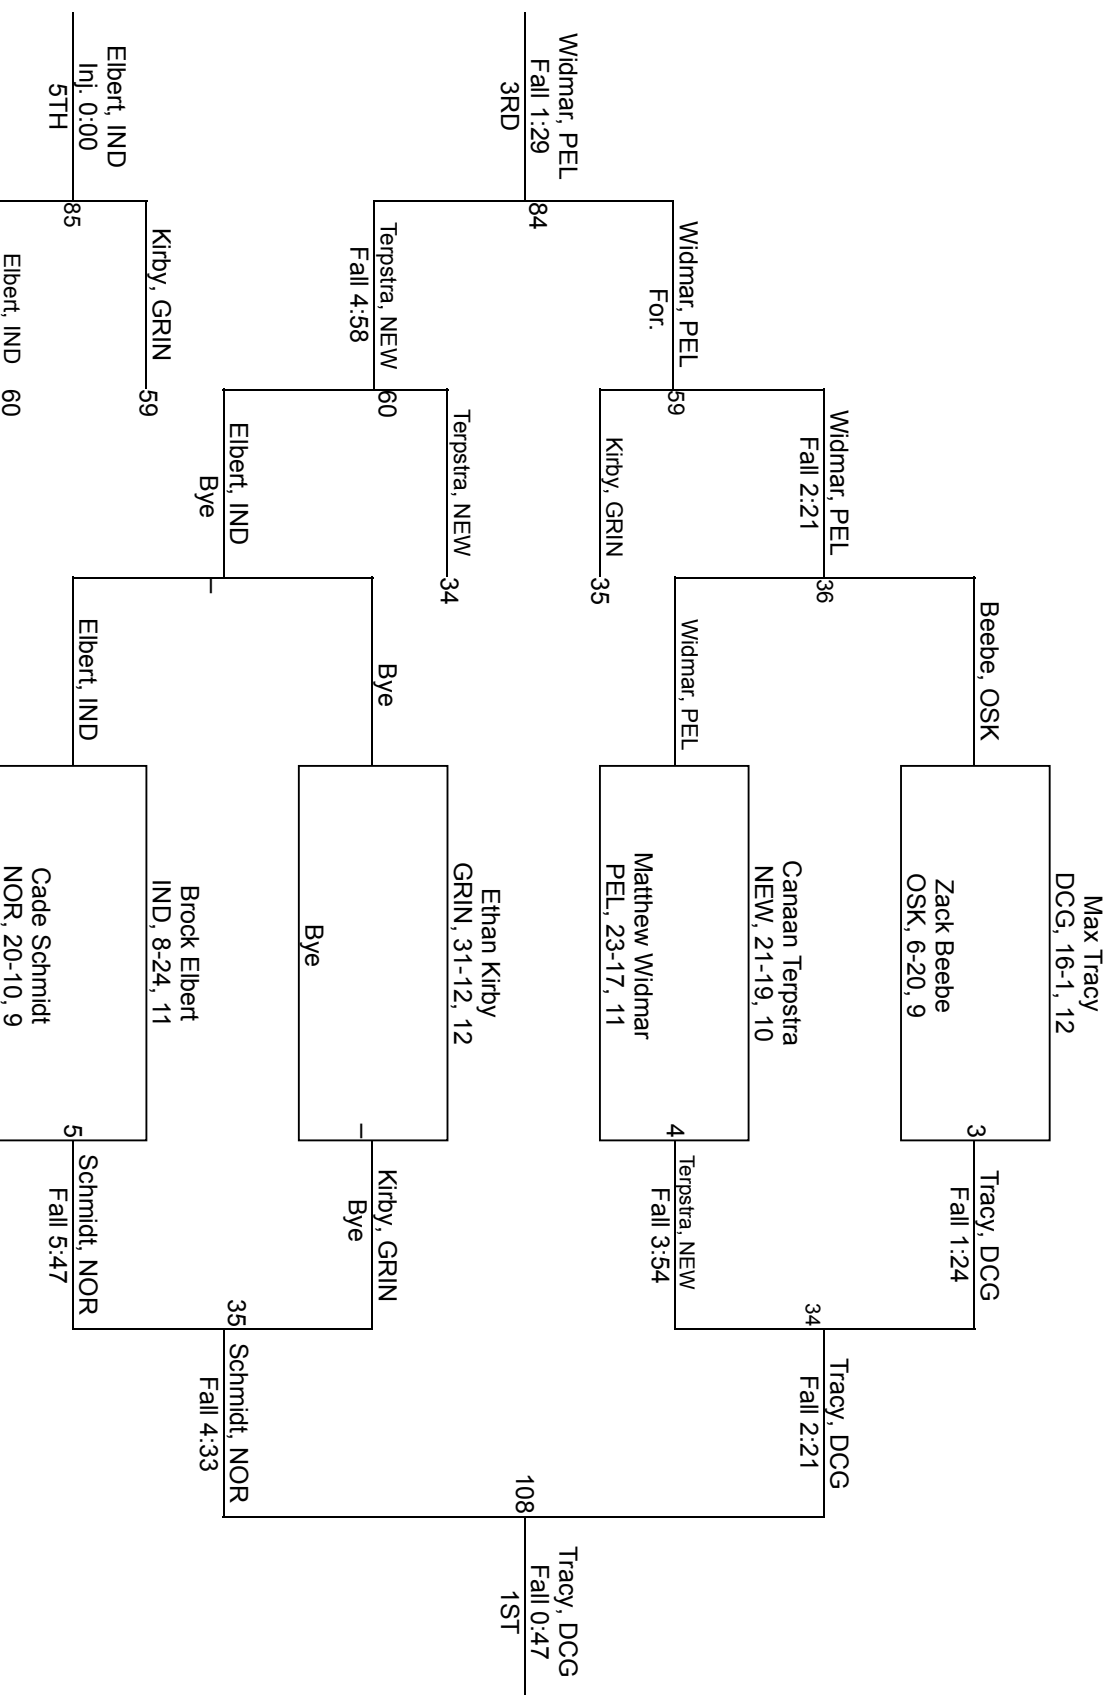 Max Tracy
DCG, 16-1, 12
Zack Beebe
OSK, 6-20, 9
3
Tracy, DCG
Fall 1:24
Beebe, OSK
Canaan Terpstra
NEW, 21-19, 10
Matthew Widmar
PEL, 23-17, 11
4
Terpstra, NEW
Fall 3:54
Widmar, PEL
34
Tracy, DCG
Fall 2:21
36
Widmar, PEL
Fall 2:21
Kirby, GRIN
35
59
Widmar, PEL
For.
Ethan Kirby
GRIN, 31-12, 12
Bye
–
Kirby, GRIN
Bye
Bye
Brock Elbert
IND, 8-24, 11
Cade Schmidt
NOR, 20-10, 9
5
Schmidt, NOR
Fall 5:47
Elbert, IND
35
Schmidt, NOR
Fall 4:33
–
Elbert, IND
Bye
Terpstra, NEW
34
60
Terpstra, NEW
Fall 4:58
108
Tracy, DCG
Fall 0:47
1ST
84
Widmar, PEL
Fall 1:29
3RD
Kirby, GRIN
59
Elbert, IND
60
85
Elbert, IND
Inj. 0:00
5TH